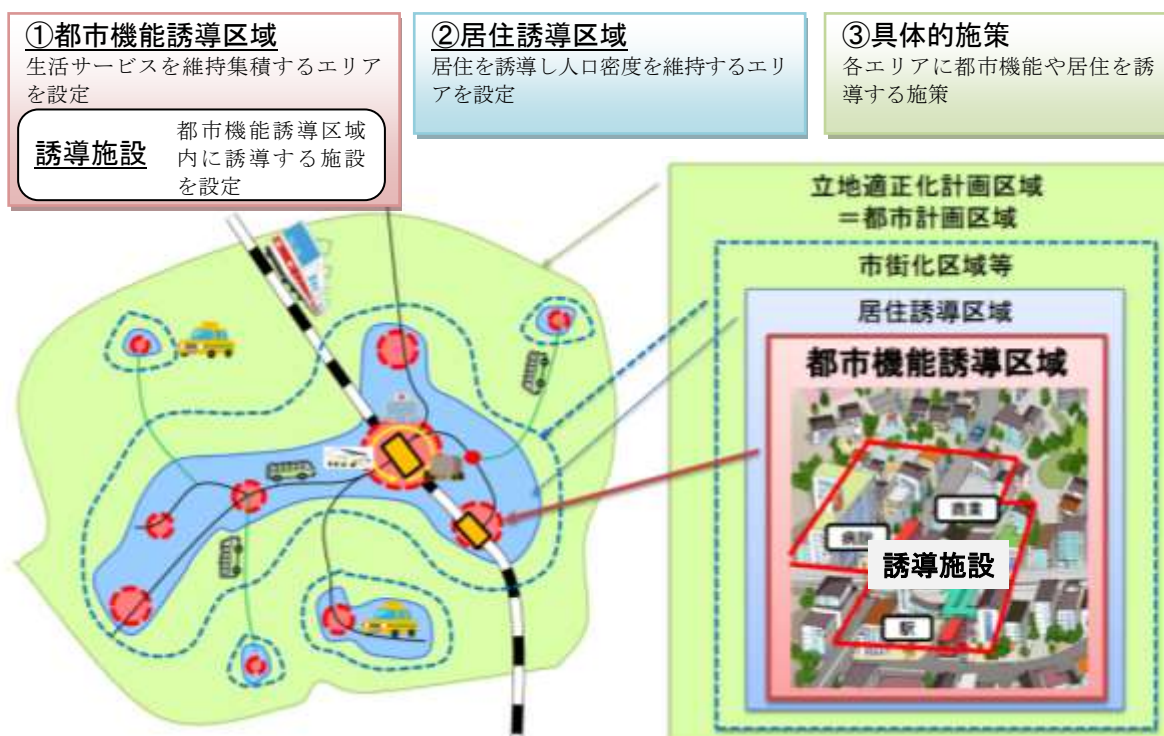 ①都市機能誘導区域
生活サービスを維持集積するエリア
を設定
誘導施設
都市機能誘導区域
内に誘導する施設
を設定
②居住誘導区域
居住を誘導し人口密度を維持するエリ
アを設定
③具体的施策
各エリアに都市機能や居住を誘
導する施策
立地適正化計画区域
＝都市計画区域
市街化区域等
居住誘導区域
都市機能誘導区域
商業
病院
誘導施設
駅